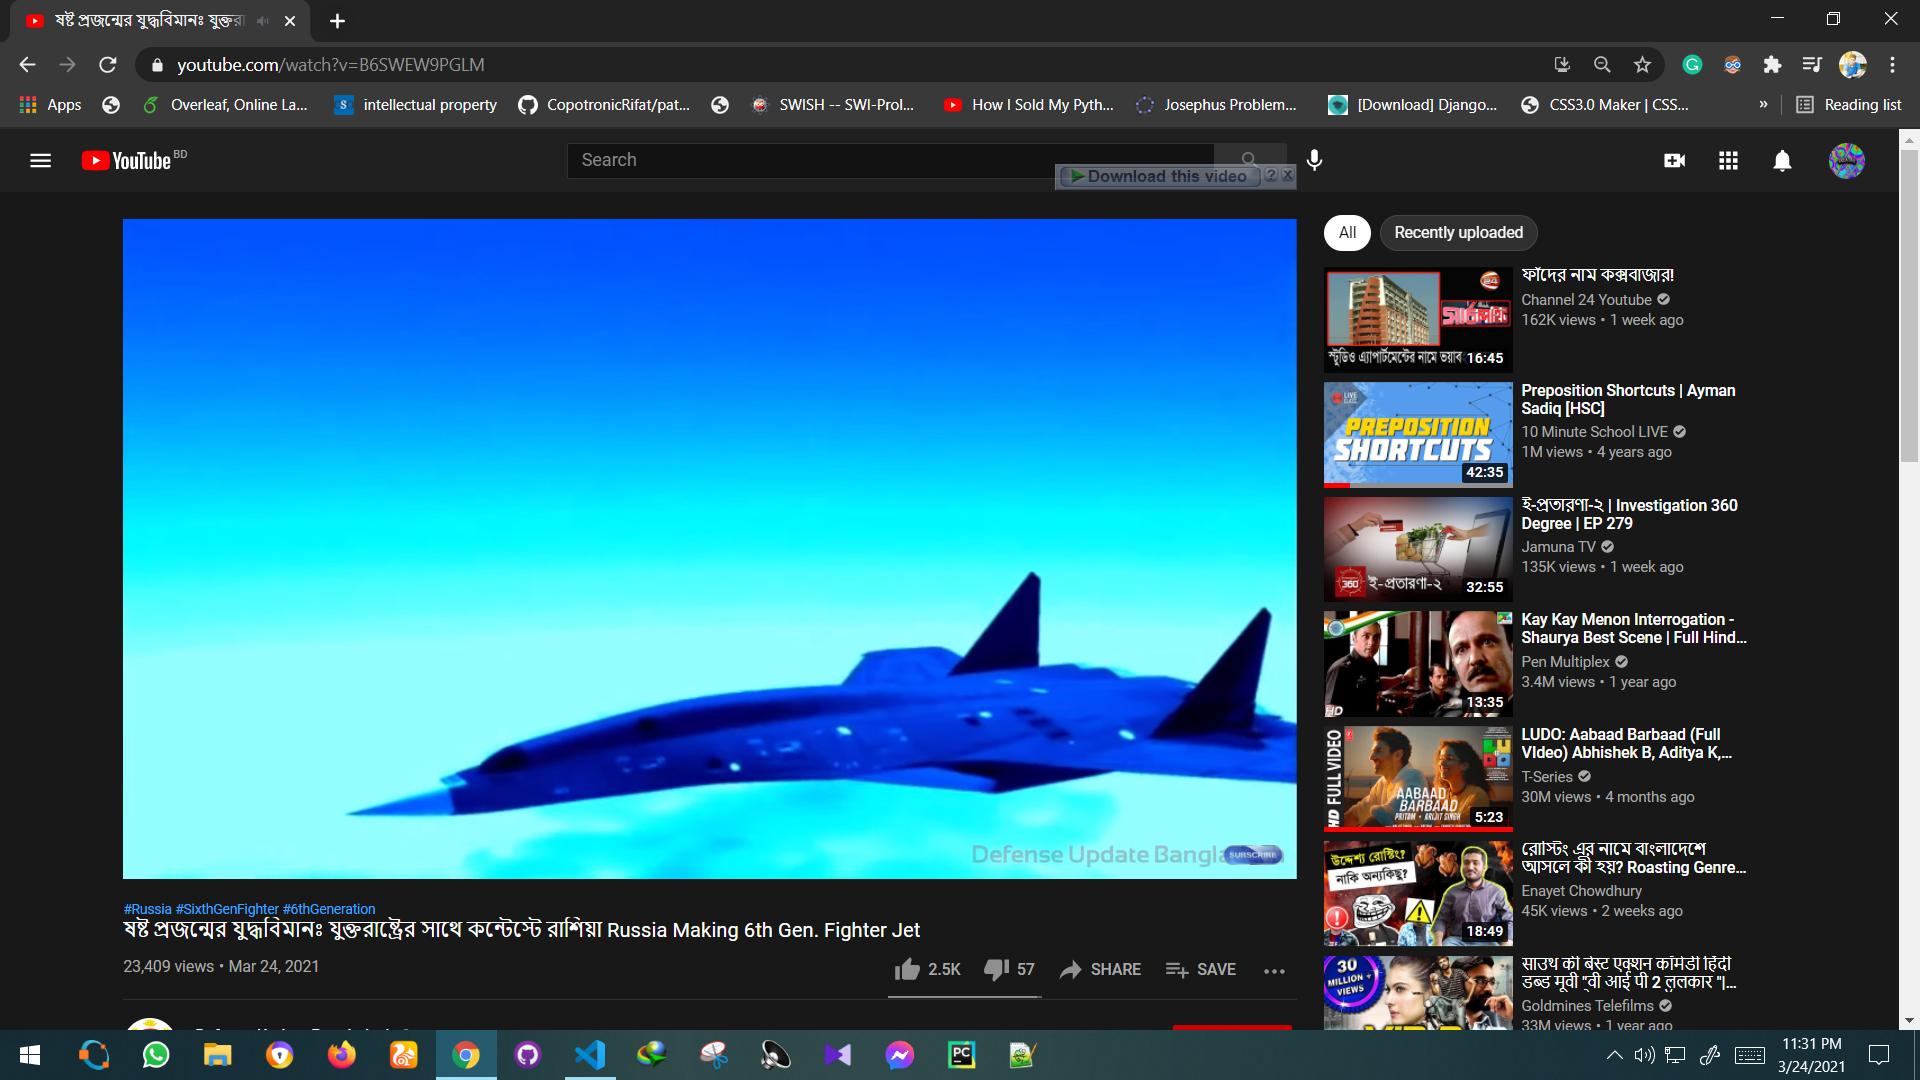 ষষ্ট প্রজন্মের যুদ্ধবিমানঃ যুক্তরা
youtube.com/watch?v=B6SWEW9PGLM
Apps
Overleaf, Online La...
intellectual property
CopotronicRifat/pat...
SWISH -- SWI-Prol...
How I Sold My Pyth...
Josephus Problem...
[Download] Django...
CSS3.0 Maker | CSS...
»
Reading list
YouTube BD
Search
Download this video ? X
All
Recently uploaded
ফাঁদের নাম কক্সবাজার!
Channel 24 Youtube
162K views • 1 week ago
24
সার্চলাইট
স্টুডিও এ্যাপার্টমেন্টের নামে ভয়াব
16:45
Preposition Shortcuts | Ayman
Sadiq [HSC]
10 Minute School LIVE
1M views • 4 years ago
LIVE
PREPOSITION
SHORTCUTS
42:35
ই-প্রতারণা-২ | Investigation 360
Degree | EP 279
Jamuna TV
135K views • 1 week ago
360
ই-প্রতারণা-২
32:55
Kay Kay Menon Interrogation -
Shaurya Best Scene | Full Hind...
Pen Multiplex
3.4M views • 1 year ago
HD
13:35
LUDO: Aabaad Barbaad (Full
VIdeo) Abhishek B, Aditya K,...
T-Series
30M views • 4 months ago
HD FULL VIDEO
AABAAD
BARBAAD
PRITAM • ARIJIT SINGH
5:23
রোস্টিং এর নামে বাংলাদেশে
আসলে কী হয়? Roasting Genre...
Enayet Chowdhury
45K views • 2 weeks ago
উদ্দেশ্য রোস্টিং?
নাকি অন্যকিছু?
18:49
साउथ की बेस्ट एक्शन कॉमेडी हिंदी
डब्ड मूवी "वी आई पी 2 ललकार "|...
Goldmines Telefilms
33M views • 1 year ago
30
MILLION +
VIEWS
Defense Update Bangla
SUBSCRIBE
#Russia #SixthGenFighter #6thGeneration
ষষ্ট প্রজন্মের যুদ্ধবিমানঃ যুক্তরাষ্ট্রের সাথে কন্টেস্টে রাশিয়া Russia Making 6th Gen. Fighter Jet
23,409 views • Mar 24, 2021
2.5K
57
SHARE
SAVE
PC
11:31 PM
3/24/2021